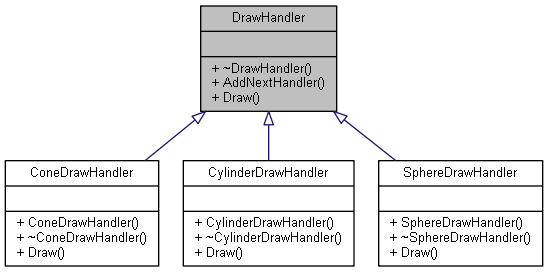 DrawHandler
+ ~DrawHandler()
+ AddNextHandler()
+ Draw()
ConeDrawHandler
+ ConeDrawHandler()
+ ~ConeDrawHandler()
+ Draw()
CylinderDrawHandler
+ CylinderDrawHandler()
+ ~CylinderDrawHandler()
+ Draw()
SphereDrawHandler
+ SphereDrawHandler()
+ ~SphereDrawHandler()
+ Draw()